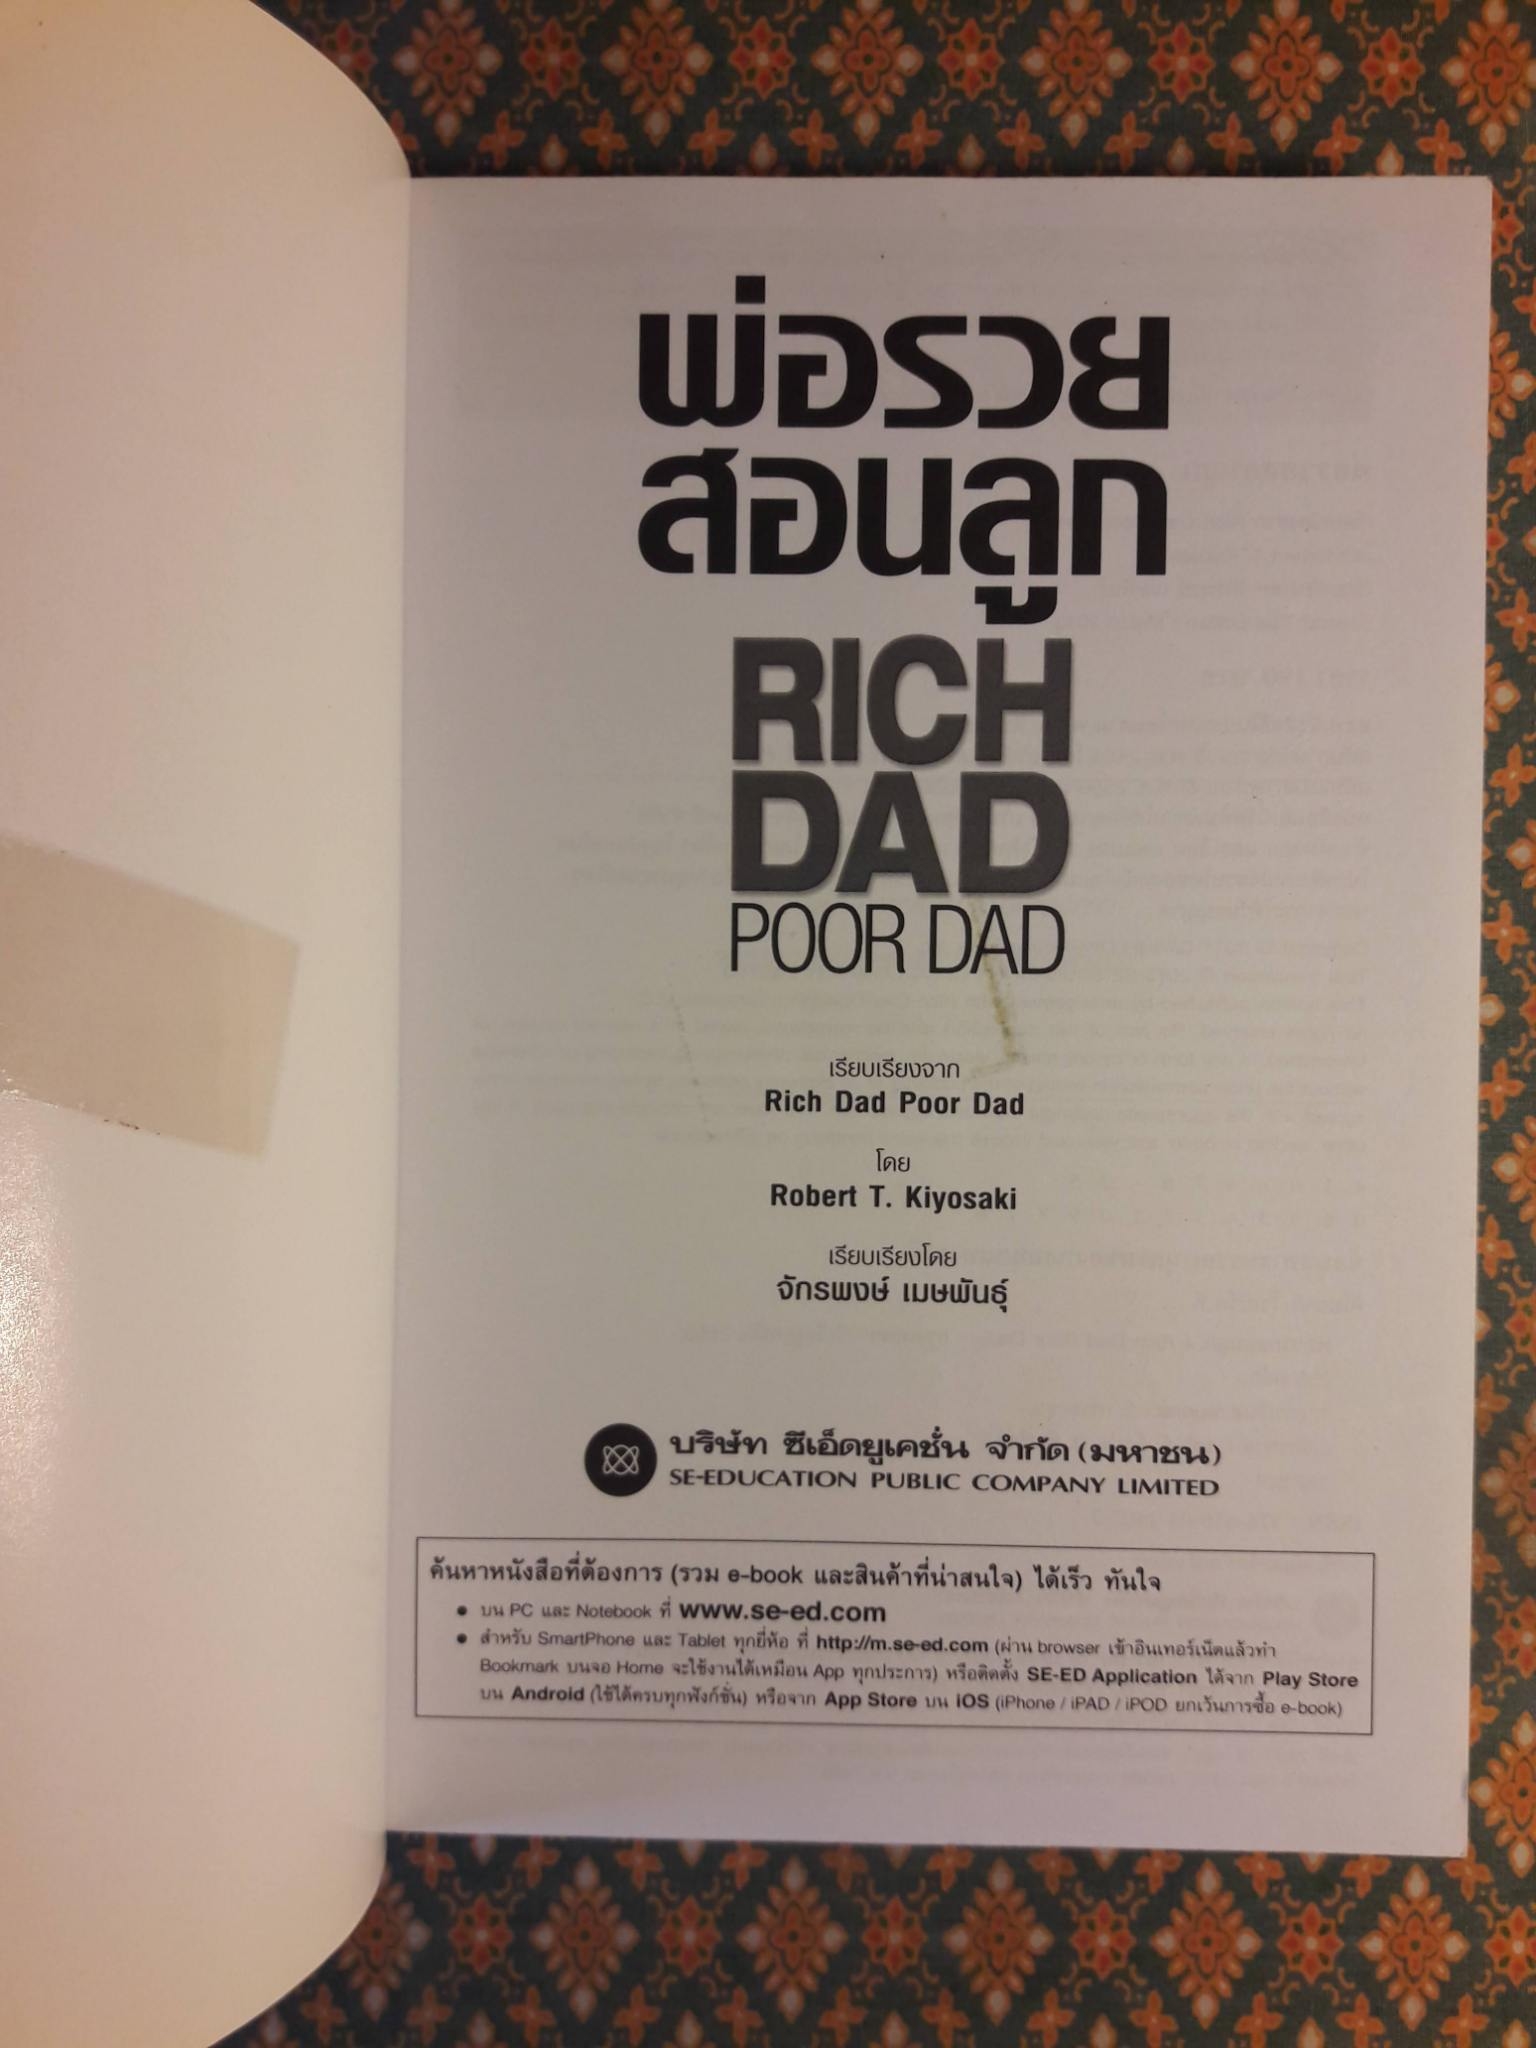 พ่อรวย
สอนลูก
RICH
DAD
POOR DAD
เรียบเรียงจาก
Rich Dad Poor Dad
โดย
Robert T. Kiyosaki
เรียบเรียงโดย
จักรพงษ์ เมษพันธุ์
บริษัท ซีเอ็ดยูเคชั่น จำกัด (มหาชน)
SE-EDUCATION PUBLIC COMPANY LIMITED
ค้นหาหนังสือที่ต้องการ (รวม e-book และสินค้าที่น่าสนใจ) ได้เร็ว ทันใจ
● บน PC และ Notebook ที่ www.se-ed.com
● สำหรับ SmartPhone และ Tablet ทุกยี่ห้อ ที่ http://m.se-ed.com (ผ่าน browser เข้าอินเทอร์เน็ตแล้วทำ
Bookmark บนจอ Home จะใช้งานได้เหมือน App ทุกประการ) หรือติดตั้ง SE-ED Application ได้จาก Play Store
บน Android (ใช้ได้ครบทุกฟังก์ชั่น) หรือจาก App Store บน iOS (iPhone / iPAD / iPOD ยกเว้นการซื้อ e-book)